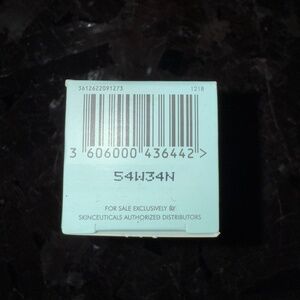 3612622091273 1218
3 606000 436442 >
54W34N
FOR SALE EXCLUSIVELY BY
SKINCEUTICALS AUTHORIZED DISTRIBUTORS